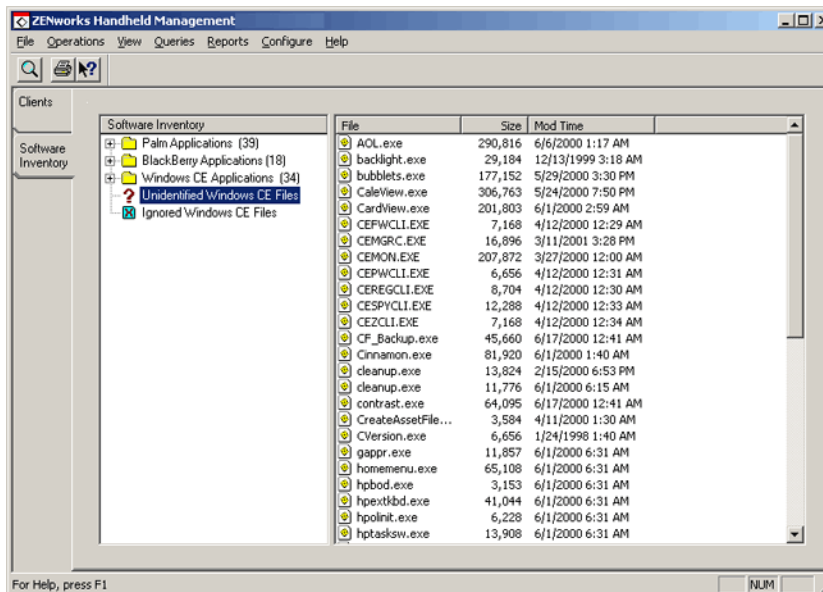 ZENworks Handheld Management
File Operations View Queries Reports Configure Help
Clients
Software Inventory
Software Inventory
Palm Applications (39)
BlackBerry Applications (18)
Windows CE Applications (34)
Unidentified Windows CE Files
Ignored Windows CE Files
File Size Mod Time
AOL.exe 290,816 6/6/2000 1:17 AM
backlight.exe 29,184 12/13/1999 3:18 AM
bubblets.exe 177,152 5/29/2000 3:30 PM
CaleView.exe 306,763 5/24/2000 7:50 PM
CardView.exe 201,803 6/1/2000 2:59 AM
CEFWCLI.EXE 7,168 4/12/2000 12:29 AM
CEMGRC.EXE 16,896 3/11/2001 3:28 PM
CEMON.EXE 207,872 3/27/2000 12:00 AM
CEPWCLI.EXE 6,656 4/12/2000 12:31 AM
CEREGCLI.EXE 8,704 4/12/2000 12:30 AM
CESPYCLI.EXE 12,288 4/12/2000 12:33 AM
CEZCLI.EXE 7,168 4/12/2000 12:34 AM
CF_Backup.exe 45,660 6/17/2000 12:41 AM
Cinnamon.exe 81,920 6/1/2000 1:40 AM
cleanup.exe 13,824 2/15/2000 6:53 PM
cleanup.exe 11,776 6/1/2000 6:15 AM
contrast.exe 64,095 6/17/2000 12:41 AM
CreateAssetFile... 3,584 4/11/2000 1:30 AM
CVersion.exe 6,656 1/24/1998 1:40 AM
gappr.exe 11,857 6/1/2000 6:31 AM
homemenu.exe 65,108 6/1/2000 6:31 AM
hpbod.exe 3,153 6/1/2000 6:31 AM
hpextkbd.exe 41,044 6/1/2000 6:31 AM
hpolinit.exe 6,228 6/1/2000 6:31 AM
hptasksw.exe 13,908 6/1/2000 6:31 AM
For Help, press F1
NUM